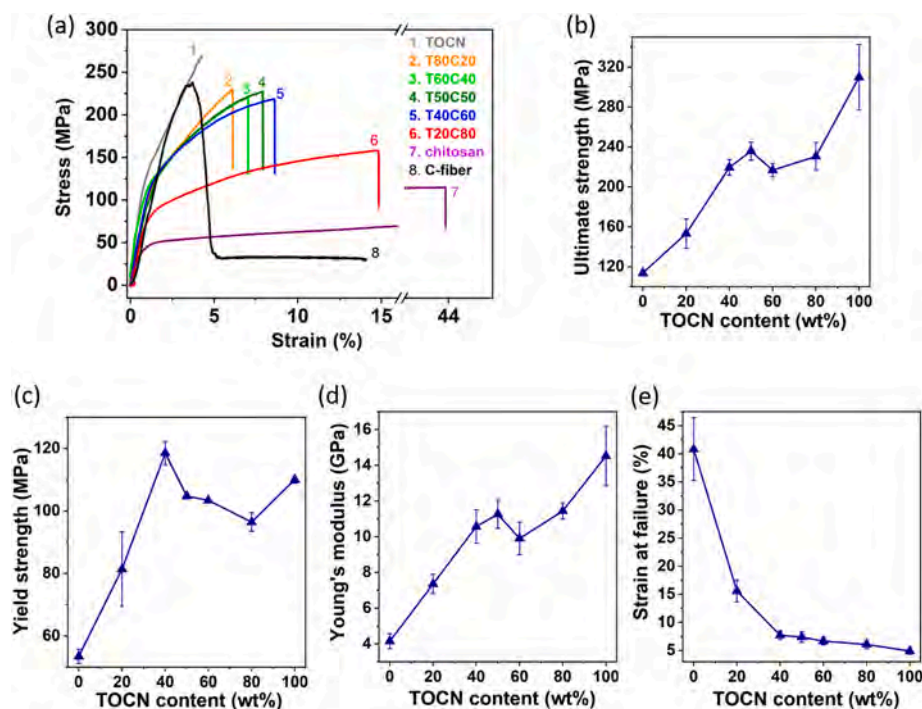 (a)
300
250
200
150
100
50
0
Stress (MPa)
0
5
10
15
44
Strain (%)
1
2
3
4
5
6
7
8
1. TOCN
2. T80C20
3. T60C40
4. T50C50
5. T40C60
6. T20C80
7. chitosan
8. C-fiber
(b)
320
280
240
200
160
120
Ultimate strength (MPa)
0 20 40 60 80 100
TOCN content (wt%)
(c)
120
100
80
60
Yield strength (MPa)
0 20 40 60 80 100
TOCN content (wt%)
(d)
16
14
12
10
8
6
4
Young's modulus (GPa)
0 20 40 60 80 100
TOCN content (wt%)
(e)
45
40
35
30
25
20
15
10
5
Strain at failure (%)
0 20 40 60 80 100
TOCN content (wt%)